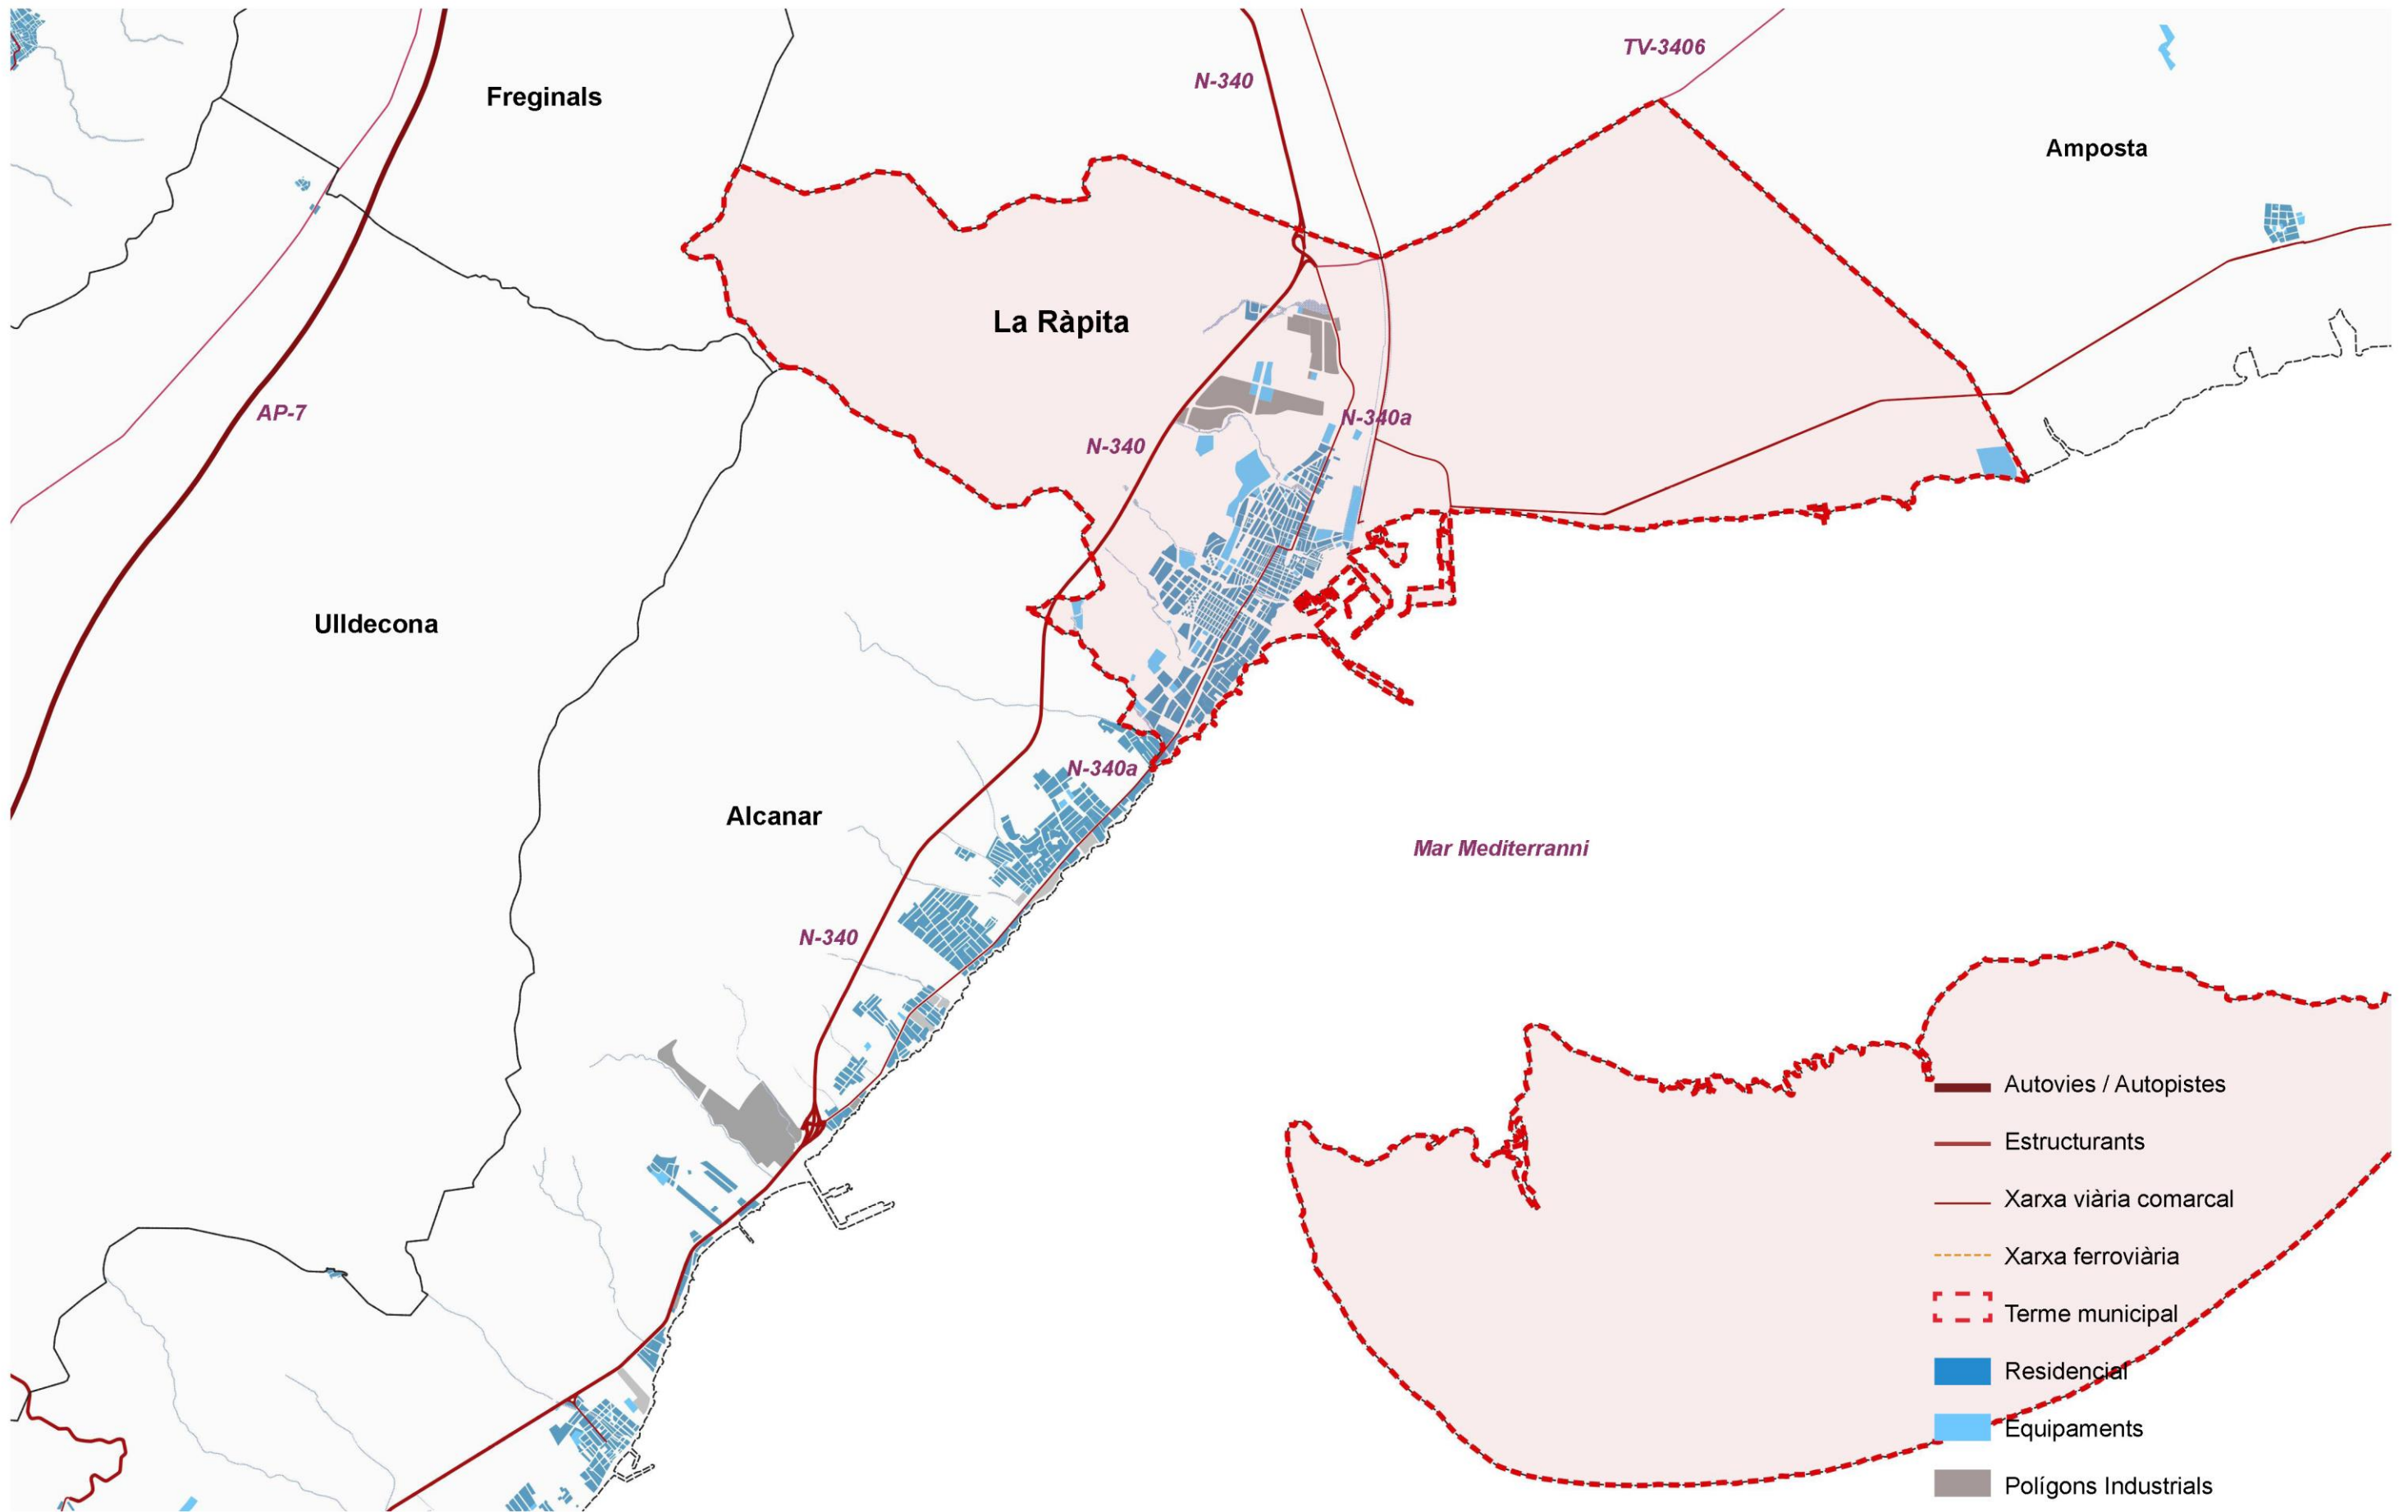 TV-3406
N-340
Freginals
Amposta
La Ràpita
AP-7
N-340a
N-340
Ulldecona
N-340a
Alcanar
Mar Mediterranni
N-340
Autovies / Autopistes
Estructurants
Xarxa viària comarcal
Xarxa ferroviària
Terme municipal
Residencial
Equipaments
Polígons Industrials